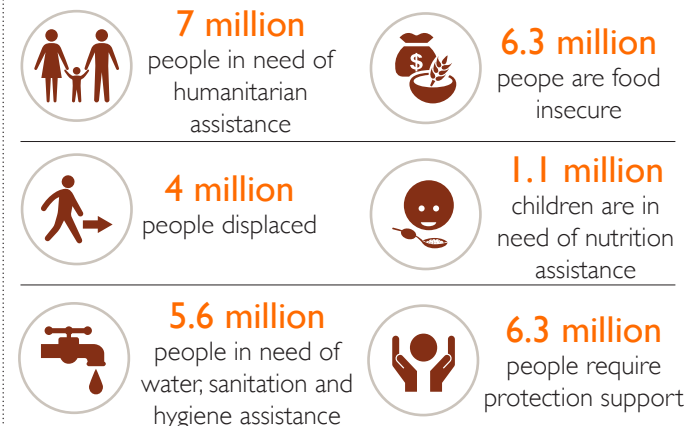 7 million
people in need of
humanitarian
assistance
6.3 million
peope are food
insecure
4 million
people displaced
1.1 million
children are in
need of nutrition
assistance
5.6 million
people in need of
water, sanitation and
hygiene assistance
6.3 million
people require
protection support
$